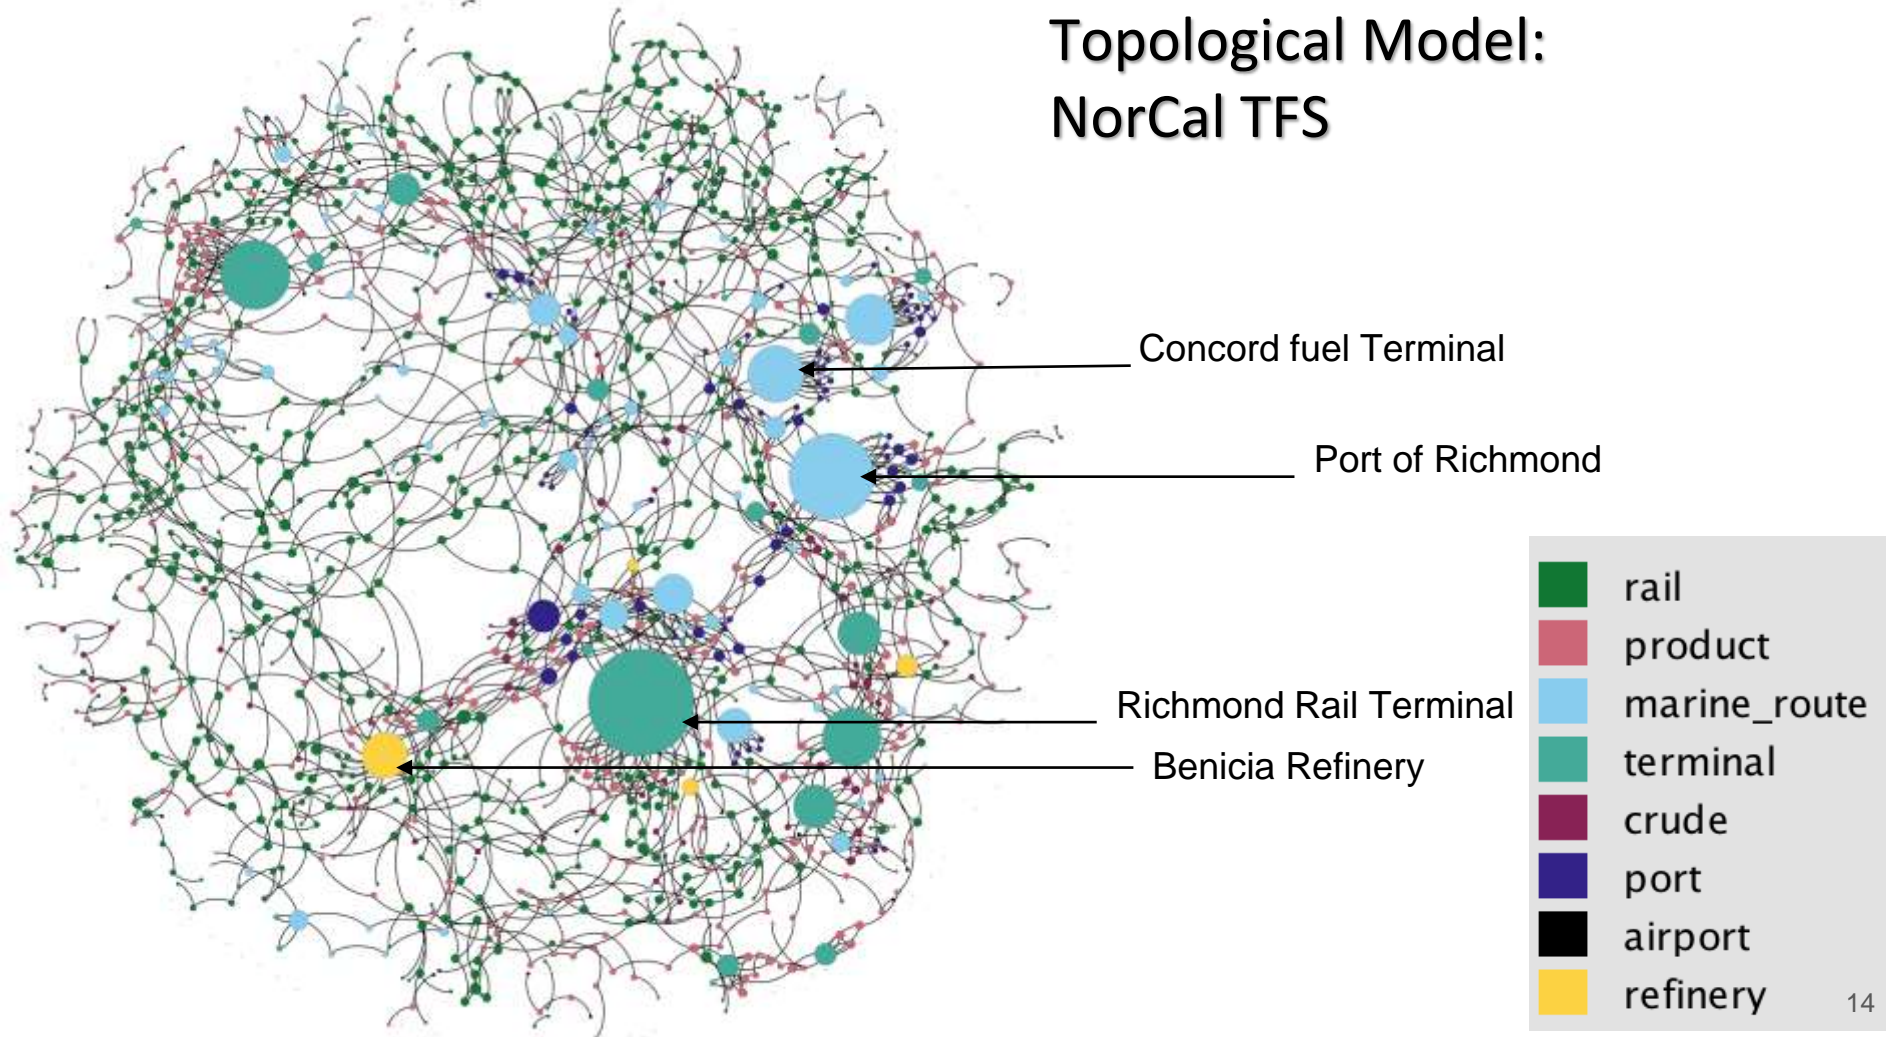 Topological Model:
NorCal TFS
Concord fuel Terminal
Port of Richmond
Richmond Rail Terminal
Benicia Refinery
rail
product
marine_route
terminal
crude
port
airport
refinery
14